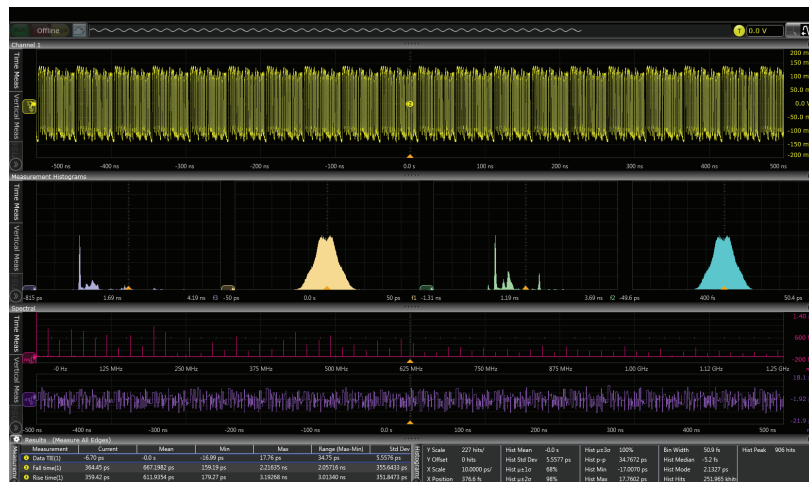 Offline
T 0.0 V
Channel 1
Time Meas
Vertical Meas
200 m
150 m
100 m
50.0 m
0.0 V
-50.0 m
-100 m
-150 m
-200 m
-500 ns -400 ns -300 ns -200 ns -100 ns 0.0 s 100 ns 200 ns 300 ns 400 ns 500 ns
Measurement Histograms
Time Meas
Vertical Meas
-815 ps 1.69 ns 4.19 ns f3 -50 ps 0.0 s 50 ps f1 -1.31 ns 1.19 ns 3.69 ns f2 -49.6 ps 400 fs 50.4 ps
Spectral
Time Meas
Vertical Meas
1.40
600
-200
-0 Hz 125 MHz 250 MHz 375 MHz 500 MHz 625 MHz 750 MHz 875 MHz 1.00 GHz 1.12 GHz 1.25 GHz
18.1
-1.92
-21.9
-500 ns -400 ns -300 ns -200 ns -100 ns 0.0 s 100 ns 200 ns 300 ns 400 ns 500 ns
Results (Measure All Edges)
Measurement Current Mean Min Max Range (Max-Min) Std Dev
Data TIE(1) -6.70 ps -0.0 s -16.99 ps 17.76 ps 34.75 ps 5.5576 ps
Fall time(1) 364.45 ps 667.1982 ps 159.19 ps 2.21635 ns 2.05716 ns 355.6433 ps
Rise time(1) 359.42 ps 611.9354 ps 179.27 ps 3.19268 ns 3.01340 ns 351.8473 ps
Y Scale 227 hits/ Hist Mean -0.0 s Hist µ±3σ 100% Bin Width 50.9 fs Hist Peak 906 hits
Y Offset 0 hits Hist Std Dev 5.5577 ps Hist p-p 34.7672 ps Hist Median -5.2 fs
X Scale 10.0000 ps/ Hist µ±1σ 68% Hist Min -17.0070 ps Hist Mode 2.1327 ps
X Position 376.6 fs Hist µ±2σ 96% Hist Max 17.7602 ps Hist Hits 251.965 khits